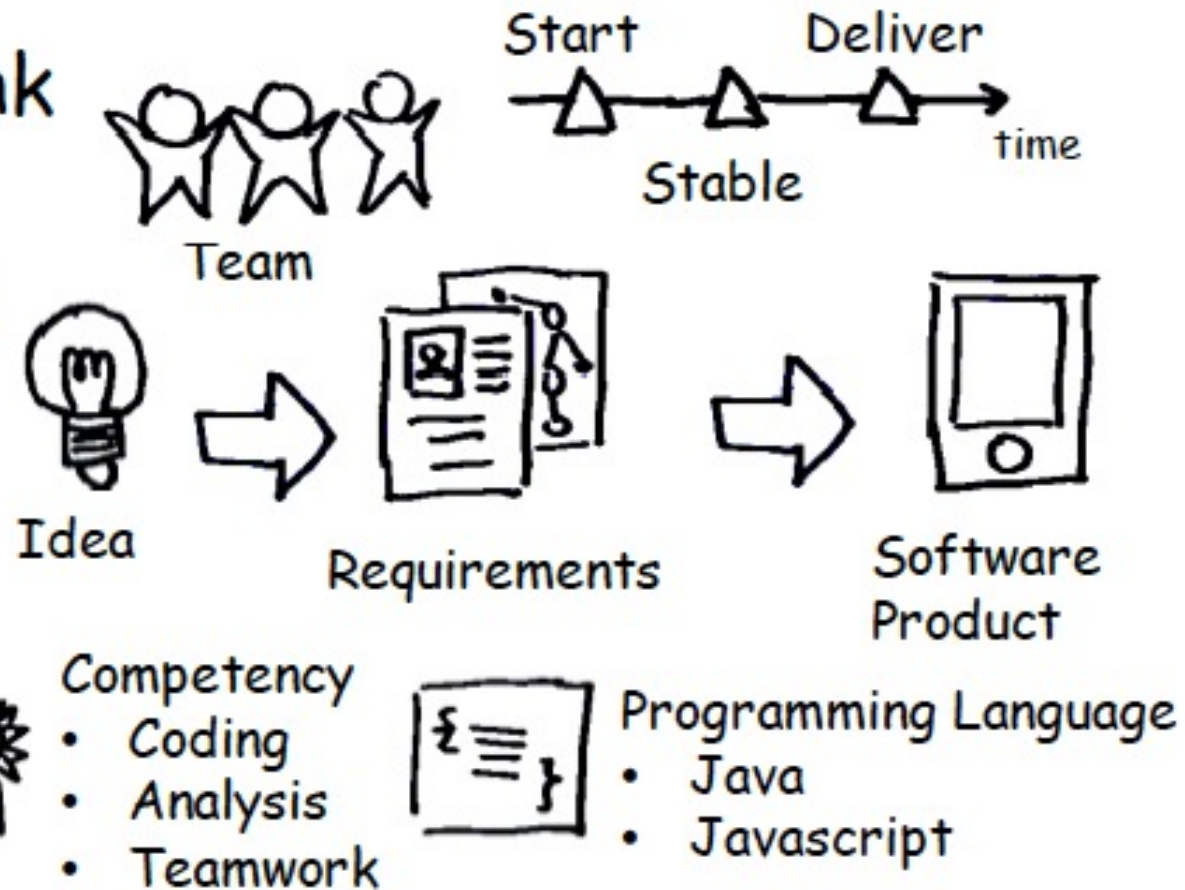 Start Deliver
time
Stable
Team
Idea
Requirements
Software
Product
Competency
• Coding
• Analysis
• Teamwork
{ }
Programming Language
• Java
• Javascript